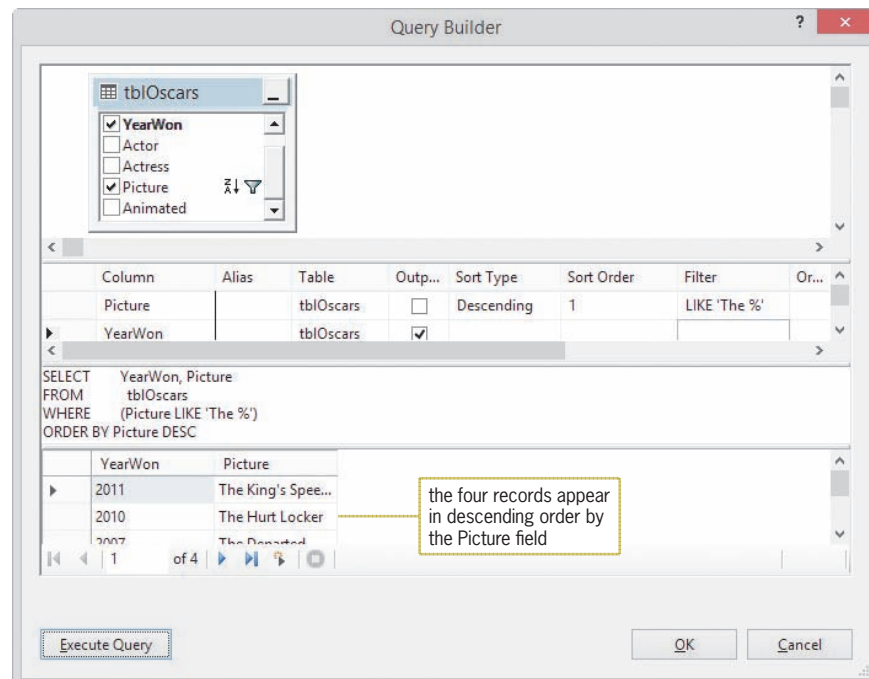 Query Builder ? ×
tblOscars
YearWon
Actor
Actress
Picture
Animated
Column Alias Table Outp... Sort Type Sort Order Filter Or...
Picture tblOscars Descending 1 LIKE 'The %'
YearWon tblOscars
SELECT YearWon, Picture
FROM tblOscars
WHERE (Picture LIKE 'The %')
ORDER BY Picture DESC
YearWon Picture
2011 The King's Spee...
2010 The Hurt Locker
2007 The Departed
the four records appear
in descending order by
the Picture field
1 of 4
Execute Query OK Cancel